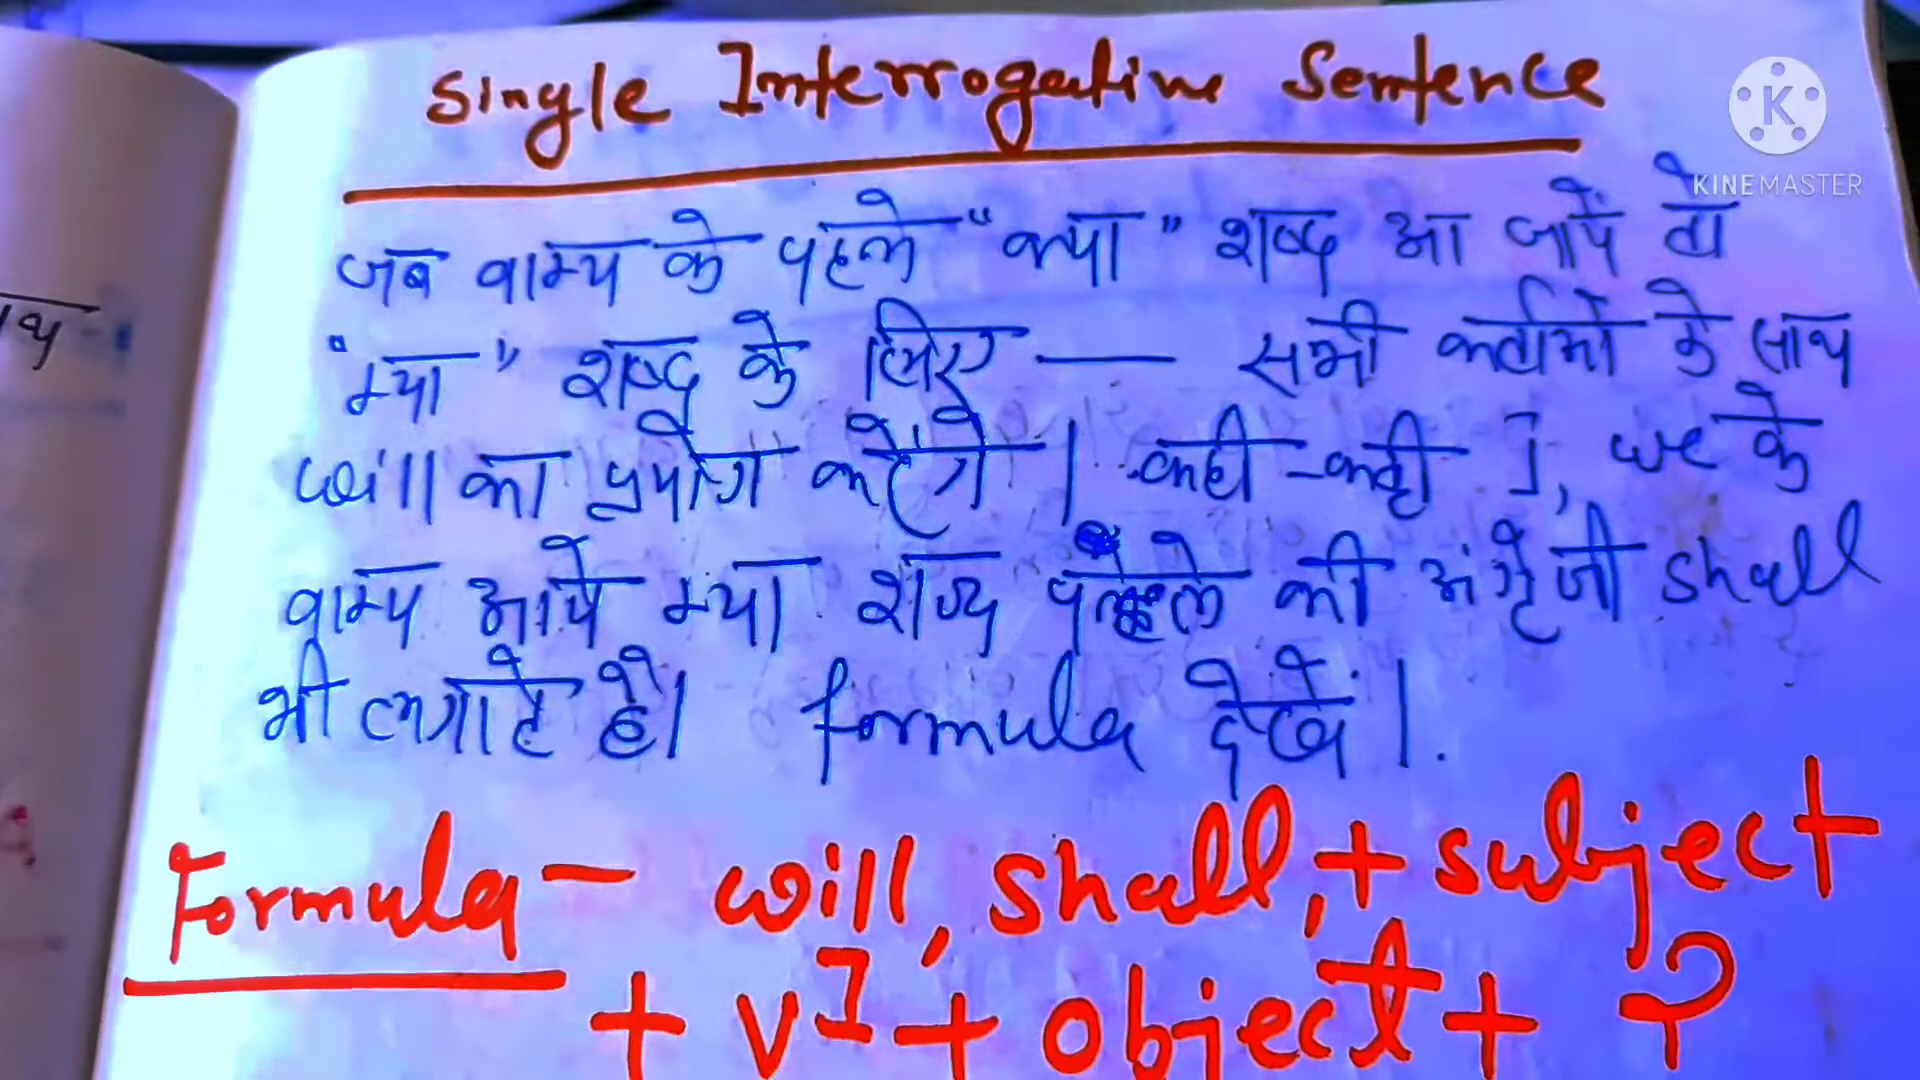 Single Interrogative Sentence
K
KINEMASTER
जब वाक्य के पहले "क्या" शब्द आ जायें तो
"क्या" शब्द के लिए — सभी कर्ताओं के साथ
will का प्रयोग करेंगे। कही-कही I, we के
वाक्य आये क्या शब्द पहले की अंग्रेजी shall
भी लगाते है। formula देखें।
Formula - will, shall, + subject
+ VI + object + ?